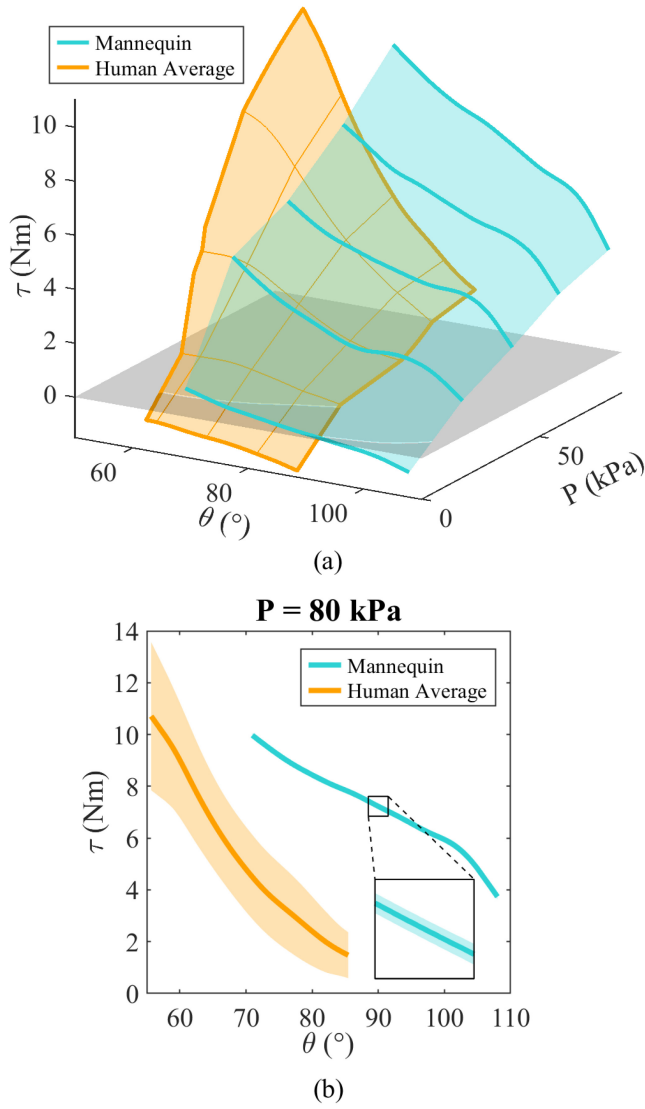 Mannequin
Human Average
10
8
6
4
2
0
τ (Nm)
60
80
100
θ (°)
0
50
P (kPa)
(a)
P = 80 kPa
14
12
10
8
6
4
2
0
τ (Nm)
Mannequin
Human Average
60
70
80
90
100
110
θ (°)
(b)